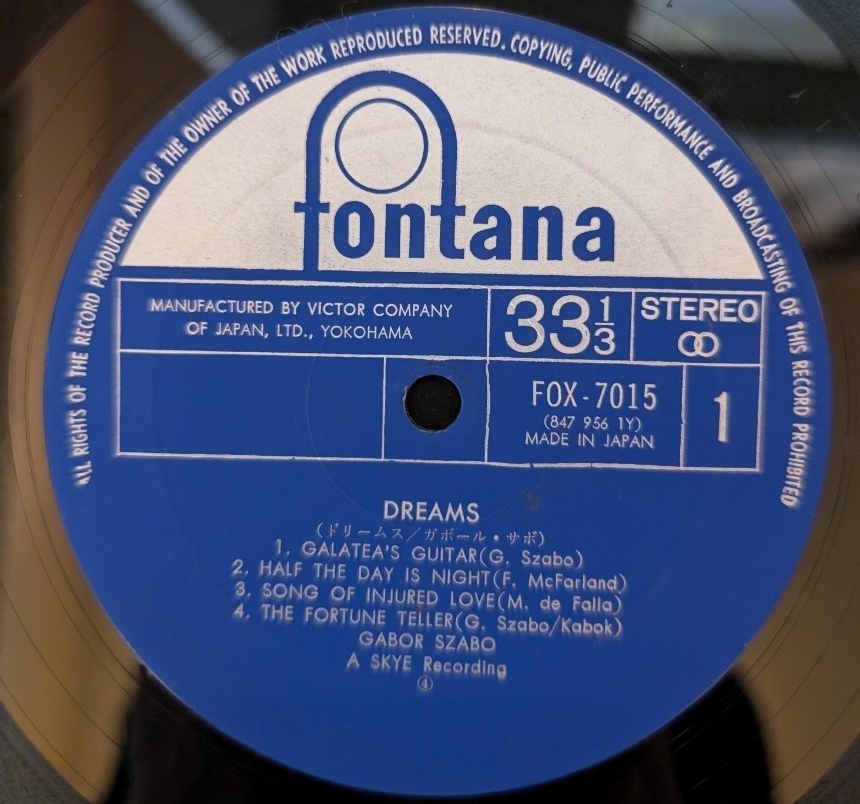 ALL RIGHTS OF THE RECORD PRODUCER AND OF THE OWNER OF THE WORK REPRODUCED RESERVED. COPYING, PUBLIC PERFORMANCE AND BROADCASTING OF THIS RECORD PROHIBITED
fontana
MANUFACTURED BY VICTOR COMPANY
OF JAPAN, LTD., YOKOHAMA
33 1/3
STEREO
FOX-7015
(847 956 1Y)
MADE IN JAPAN
1
DREAMS
(ドリームス/ガボール・サボ)
1. GALATEA'S GUITAR(G. Szabo)
2. HALF THE DAY IS NIGHT(F. McFarland)
3. SONG OF INJURED LOVE(M. de Falla)
4. THE FORTUNE TELLER(G. Szabo/Kabok)
GABOR SZABO
A SKYE Recording
④